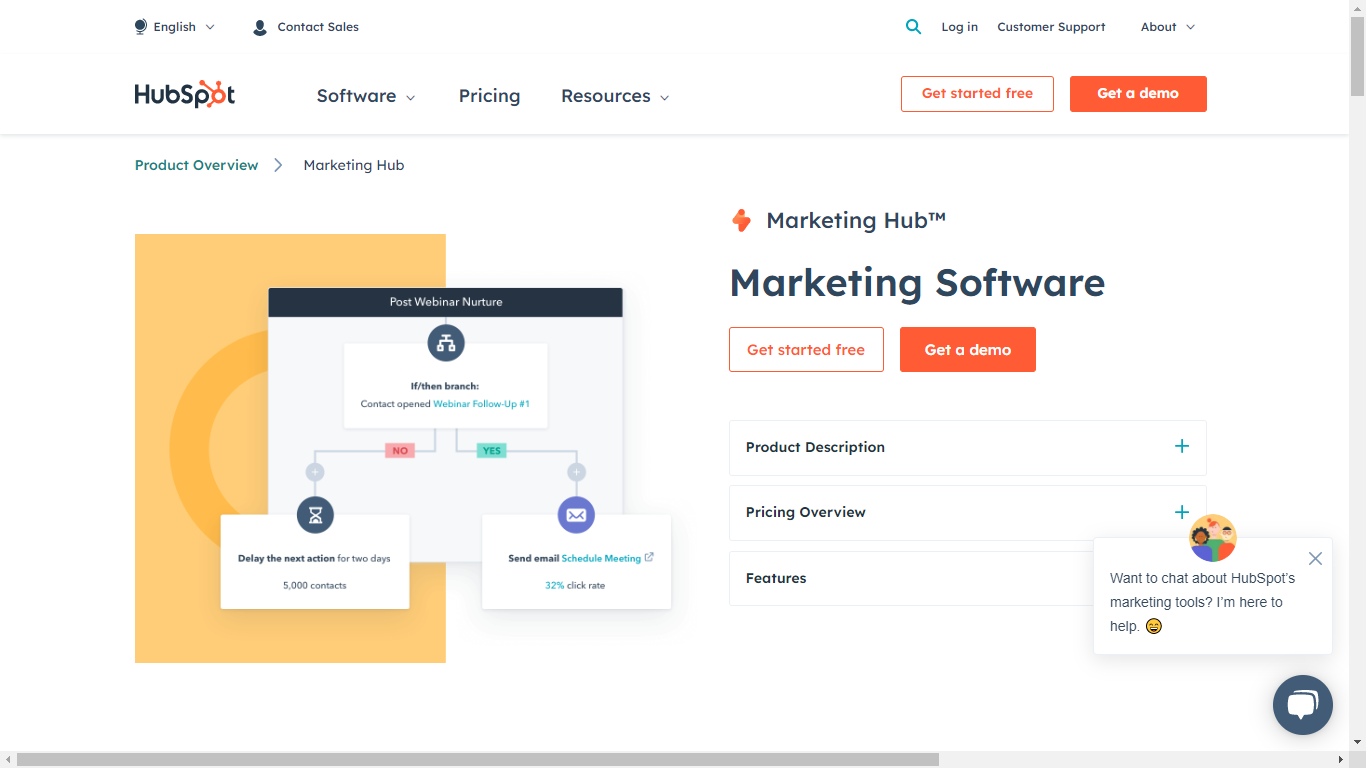 English
Contact Sales
Log in
Customer Support
About
HubSpot
Software
Pricing
Resources
Get started free
Get a demo
Product Overview
Marketing Hub
Marketing Hub™
Marketing Software
Get started free
Get a demo
Post Webinar Nurture
If/then branch:
Contact opened Webinar Follow-Up #1
NO
YES
Delay the next action for two days
5,000 contacts
Send email Schedule Meeting
32% click rate
Product Description
Pricing Overview
Features
Want to chat about HubSpot's
marketing tools? I'm here to
help. 😄